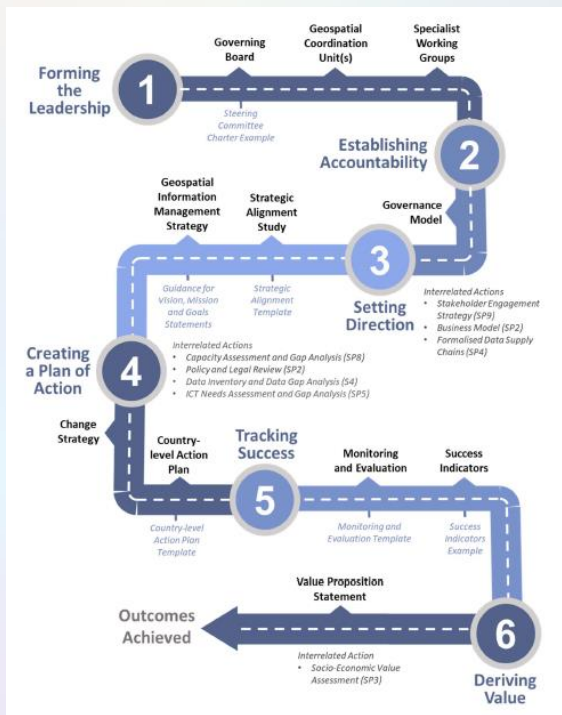 Forming
the
Leadership
1
Governing
Board
Steering
Committee
Charter Example
Geospatial
Coordination
Unit(s)
Specialist
Working
Groups
2
Establishing
Accountability
Governance
Model
Geospatial
Information
Management
Strategy
Guidance for
Vision, Mission
and Goals
Statements
Strategic
Alignment
Study
Strategic
Alignment
Template
3
Setting
Direction
Interrelated Actions
• Stakeholder Engagement
Strategy (SP9)
• Business Model (SP2)
• Formalised Data Supply
Chains (SP4)
Creating
a Plan of
Action
4
Interrelated Actions
• Capacity Assessment and Gap Analysis (SP8)
• Policy and Legal Review (SP2)
• Data Inventory and Data Gap Analysis (S4)
• ICT Needs Assessment and Gap Analysis (SP5)
Change
Strategy
Country-
level Action
Plan
Country-level
Action Plan
Template
Tracking
Success
5
Monitoring
and Evaluation
Monitoring and
Evaluation Template
Success
Indicators
Success
Indicators
Example
6
Deriving
Value
Value Proposition
Statement
Interrelated Action
• Socio-Economic Value
Assessment (SP3)
Outcomes
Achieved